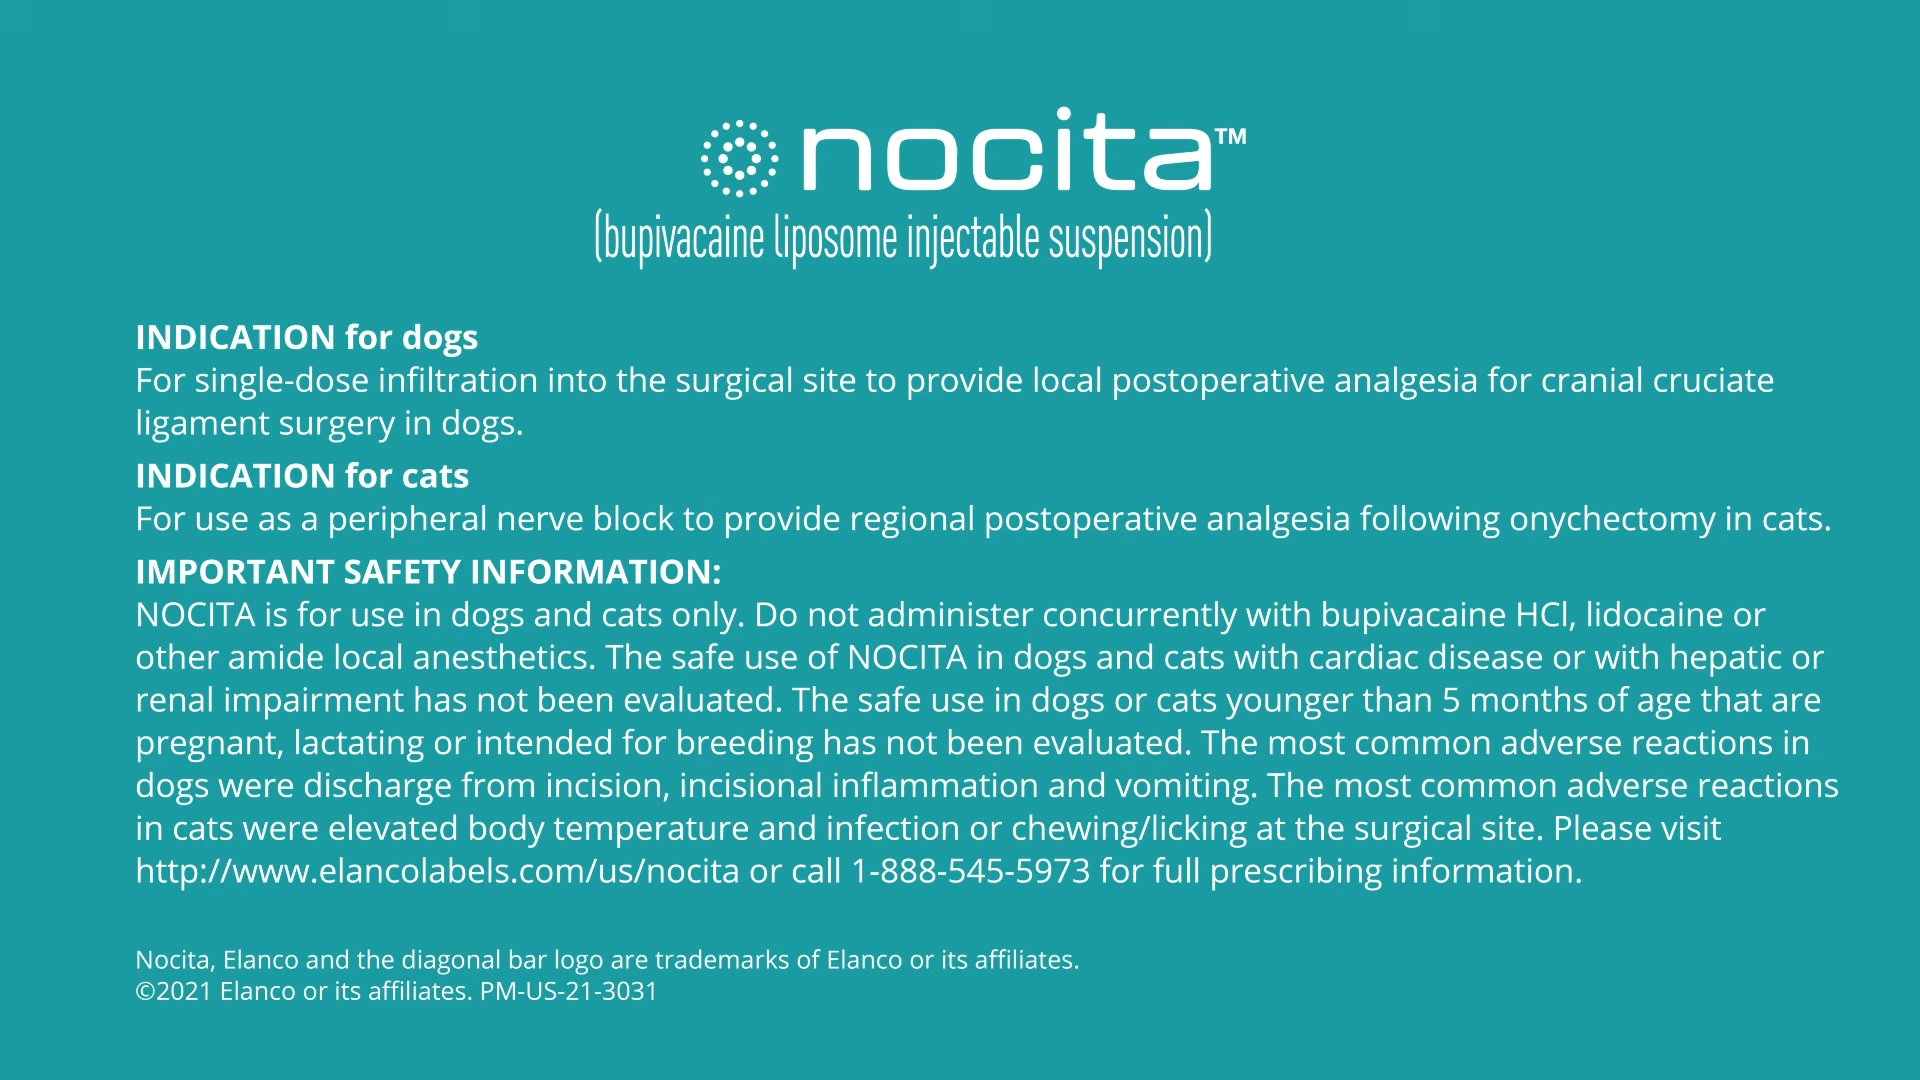 nocita™
(bupivacaine liposome injectable suspension)
INDICATION for dogs
For single-dose infiltration into the surgical site to provide local postoperative analgesia for cranial cruciate
ligament surgery in dogs.
INDICATION for cats
For use as a peripheral nerve block to provide regional postoperative analgesia following onychectomy in cats.
IMPORTANT SAFETY INFORMATION:
NOCITA is for use in dogs and cats only. Do not administer concurrently with bupivacaine HCl, lidocaine or
other amide local anesthetics. The safe use of NOCITA in dogs and cats with cardiac disease or with hepatic or
renal impairment has not been evaluated. The safe use in dogs or cats younger than 5 months of age that are
pregnant, lactating or intended for breeding has not been evaluated. The most common adverse reactions in
dogs were discharge from incision, incisional inflammation and vomiting. The most common adverse reactions
in cats were elevated body temperature and infection or chewing/licking at the surgical site. Please visit
http://www.elancolabels.com/us/nocita or call 1-888-545-5973 for full prescribing information.
Nocita, Elanco and the diagonal bar logo are trademarks of Elanco or its affiliates.
©2021 Elanco or its affiliates. PM-US-21-3031